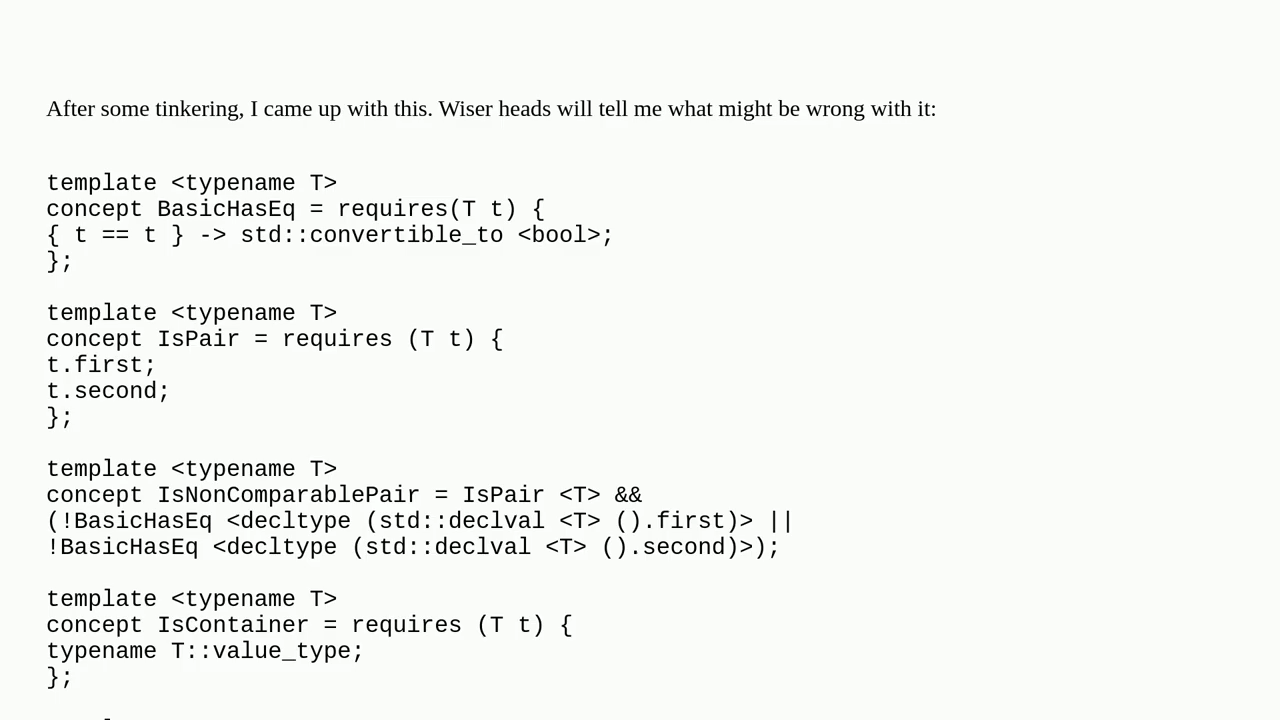 After some tinkering, I came up with this. Wiser heads will tell me what might be wrong with it:
template <typename T>
concept BasicHasEq = requires(T t) {
{ t == t } -> std::convertible_to <bool>;
};
template <typename T>
concept IsPair = requires (T t) {
t.first;
t.second;
};
template <typename T>
concept IsNonComparablePair = IsPair <T> &&
(!BasicHasEq <decltype (std::declval <T> ().first)> ||
!BasicHasEq <decltype (std::declval <T> ().second)>);
template <typename T>
concept IsContainer = requires (T t) {
typename T::value_type;
};